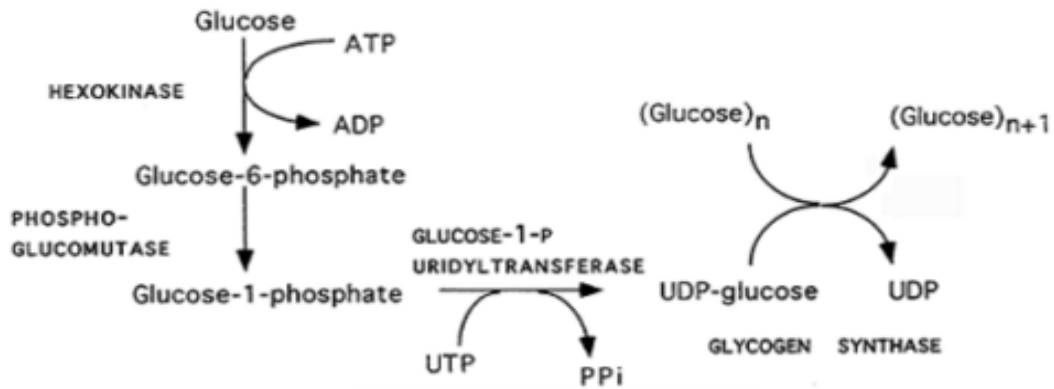 Glucose
ATP
HEXOKINASE
ADP
Glucose-6-phosphate
PHOSPHO-
GLUCOMUTASE
Glucose-1-phosphate
GLUCOSE-1-P
URIDYLTRANSFERASE
UTP
PPi
(Glucose)n
(Glucose)n+1
UDP-glucose
UDP
GLYCOGEN SYNTHASE